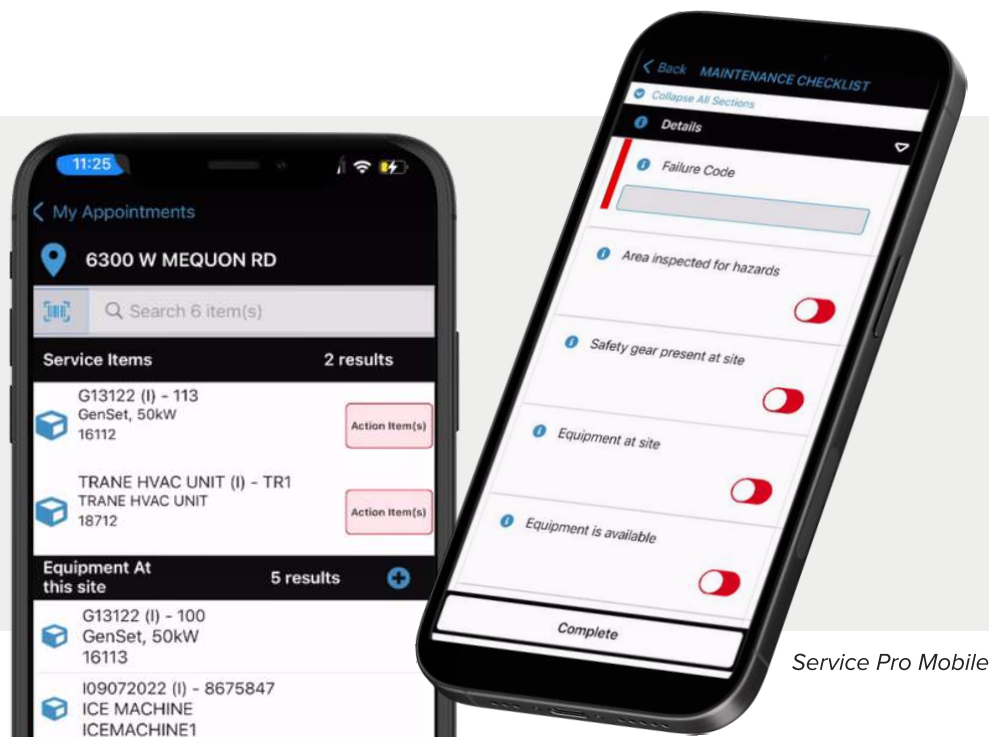 11:25
My Appointments
6300 W MEQUON RD
Search 6 item(s)
Service Items 2 results
G13122 (I) - 113
GenSet, 50kW
16112
Action Item(s)
TRANE HVAC UNIT (I) - TR1
TRANE HVAC UNIT
18712
Action Item(s)
Equipment At
this site
5 results
G13122 (I) - 100
GenSet, 50kW
16113
I09072022 (I) - 8675847
ICE MACHINE
ICEMACHINE1
Back MAINTENANCE CHECKLIST
Collapse All Sections
Details
Failure Code
Area inspected for hazards
Safety gear present at site
Equipment at site
Equipment is available
Complete
Service Pro Mobile